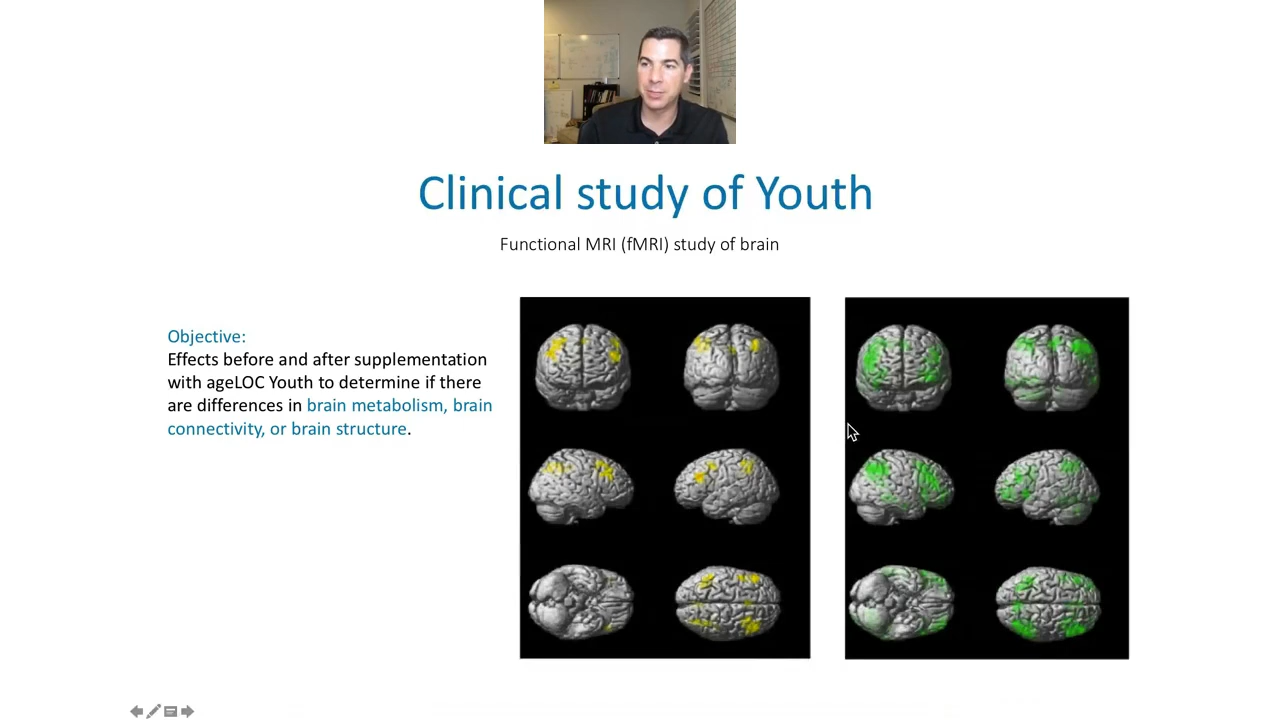 Clinical study of Youth
Functional MRI (fMRI) study of brain
Objective:
Effects before and after supplementation
with ageLOC Youth to determine if there
are differences in brain metabolism, brain
connectivity, or brain structure.